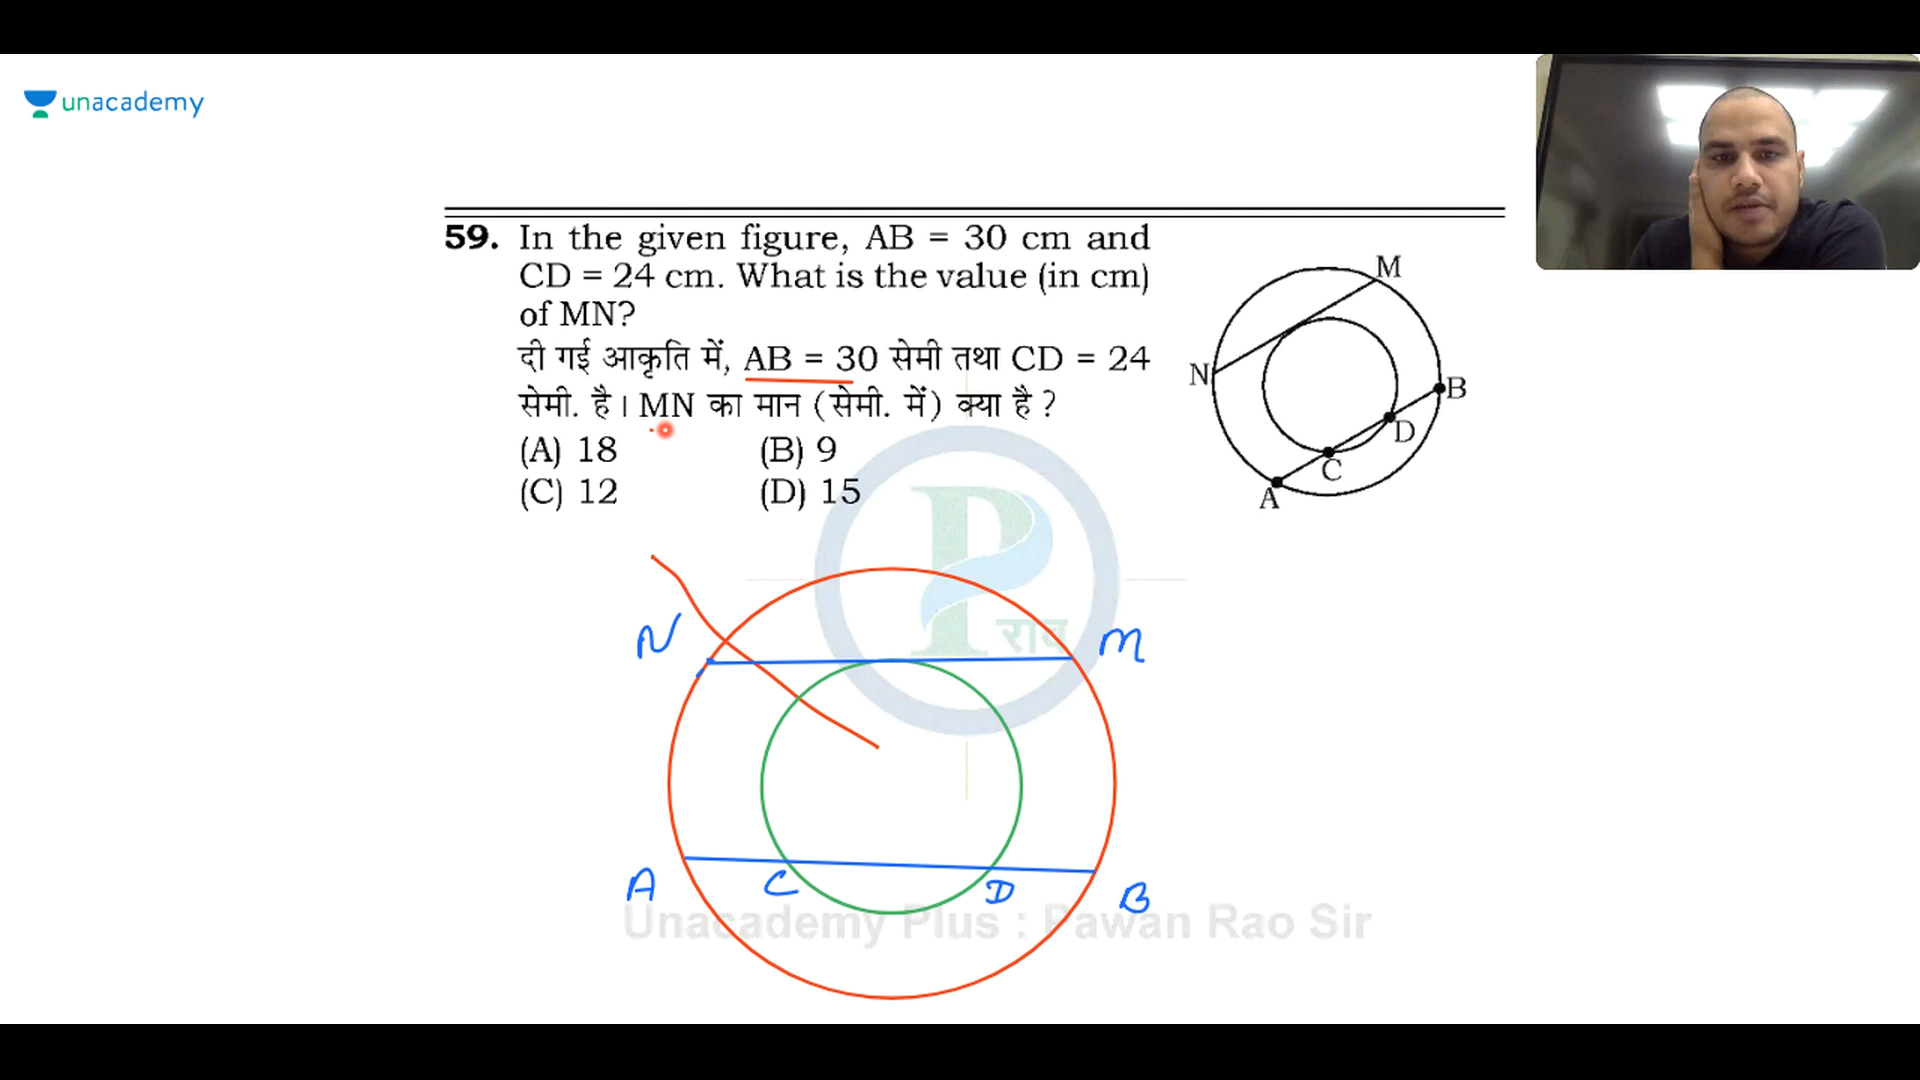 unacademy
59. In the given figure, AB = 30 cm and
CD = 24 cm. What is the value (in cm)
of MN?
दी गई आकृति में, AB = 30 सेमी तथा CD = 24
सेमी. है। MN का मान (सेमी. में) क्या है ?
(A) 18 (B) 9
(C) 12 (D) 15
M
N
B
D
C
A
राव
N M
A C D B
Unacademy Plus : Pawan Rao Sir